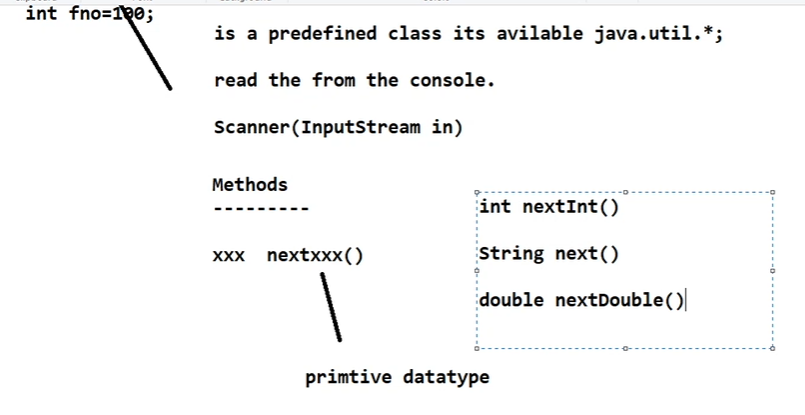 int fno=100;
is a predefined class its avilable java.util.*;
read the from the console.
Scanner(InputStream in)
Methods
---------
xxx  nextxxx()
int nextInt()
String next()
double nextDouble()
primtive datatype